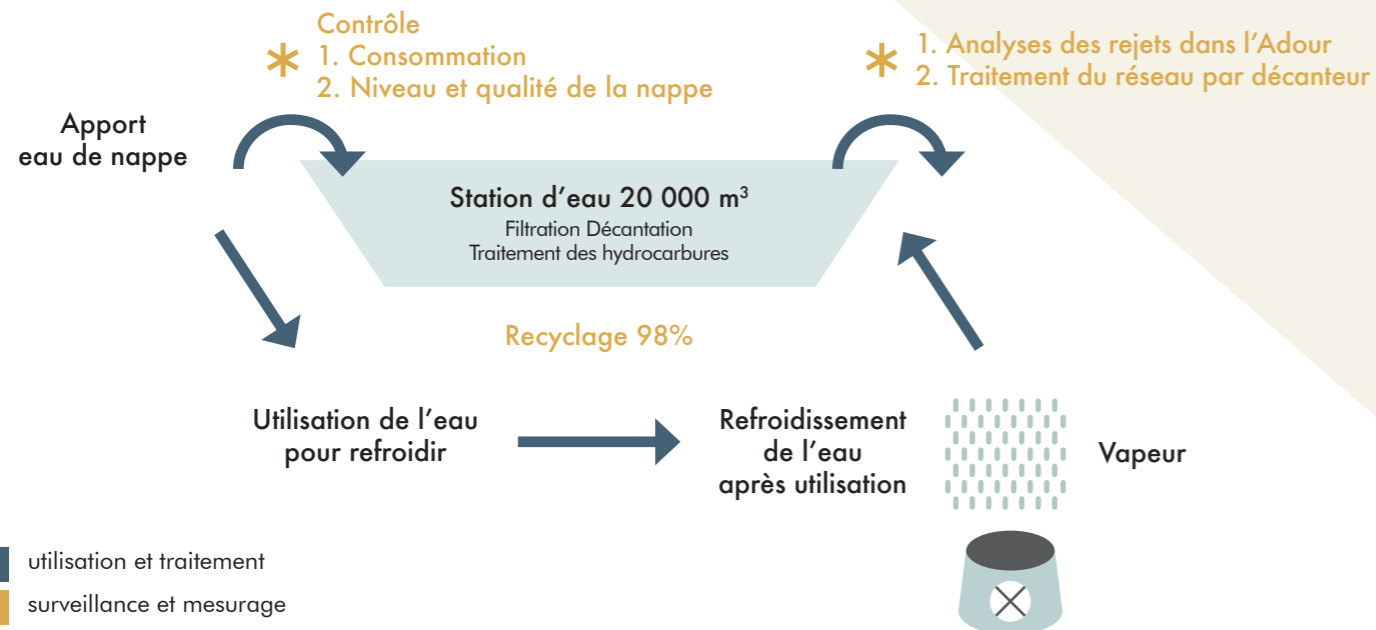 Contrôle
1. Consommation
2. Niveau et qualité de la nappe
1. Analyses des rejets dans l’Adour
2. Traitement du réseau par décanteur
Apport
eau de nappe
Station d’eau 20 000 m³
Filtration Décantation
Traitement des hydrocarbures
Recyclage 98%
Utilisation de l’eau
pour refroidir
Refroidissement
de l’eau
après utilisation
Vapeur
utilisation et traitement
surveillance et mesurage